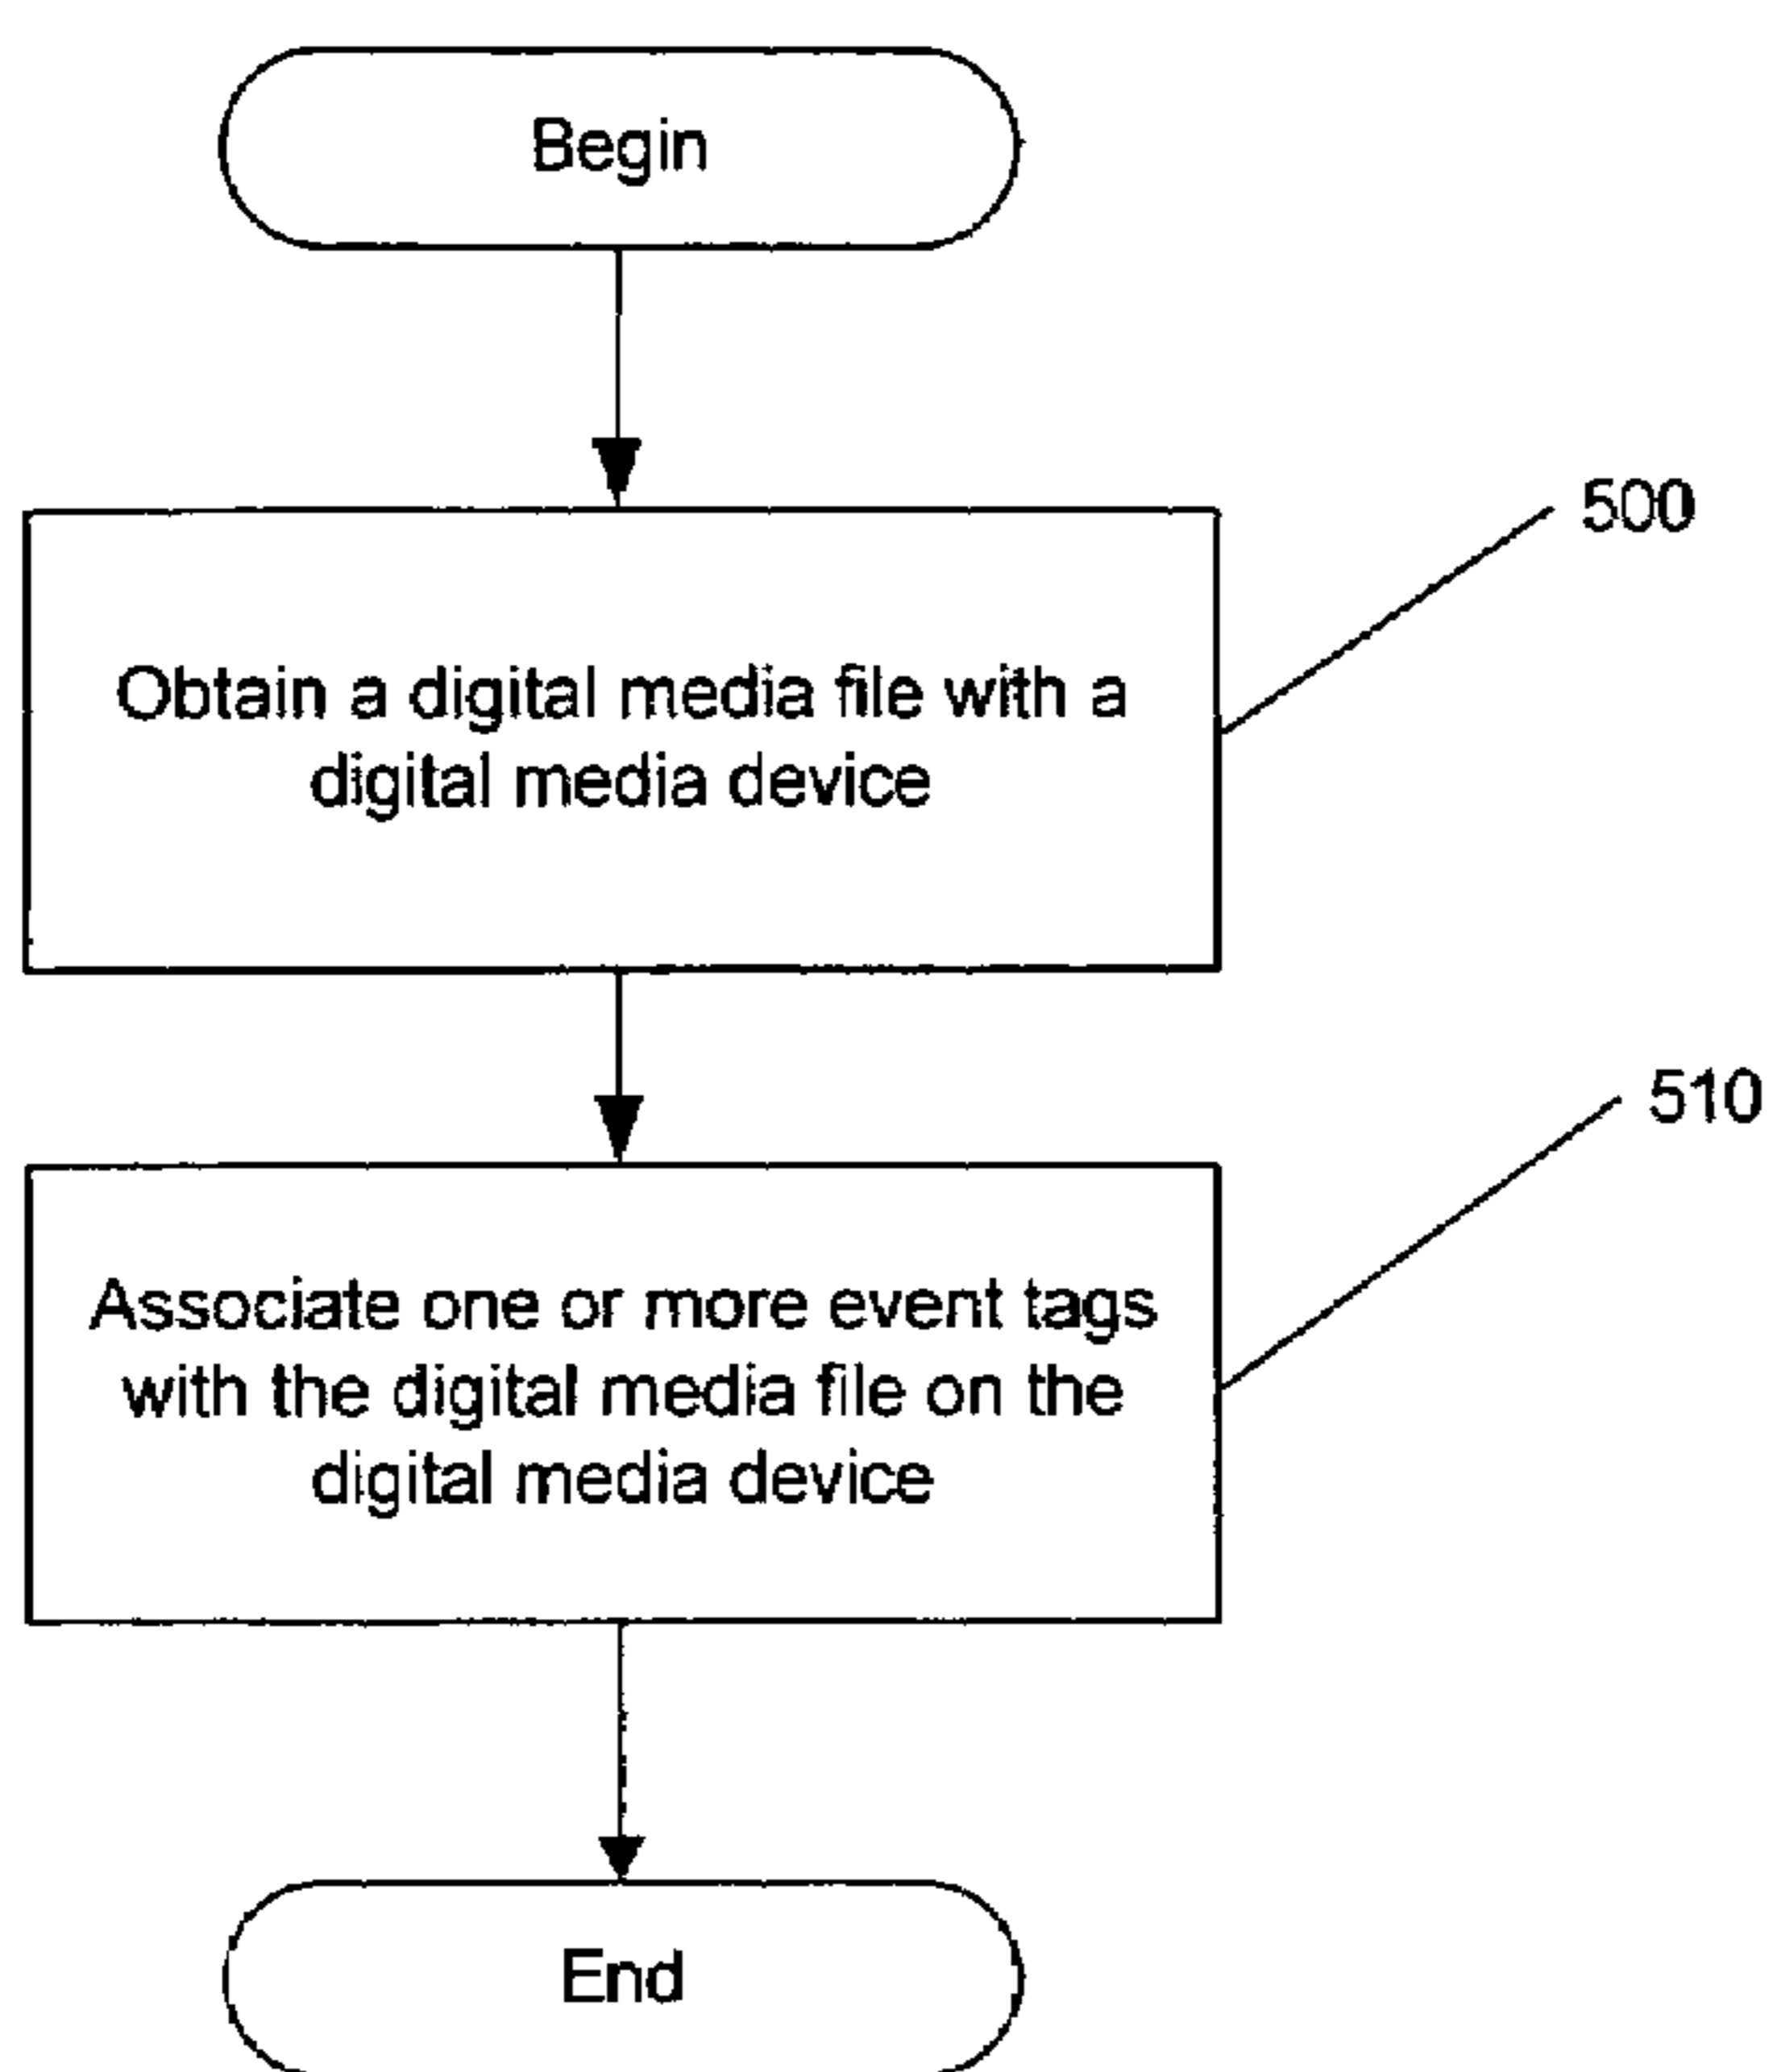 Begin
500
Obtain a digital media file with a
digital media device
510
Associate one or more event tags
with the digital media file on the
digital media device
End